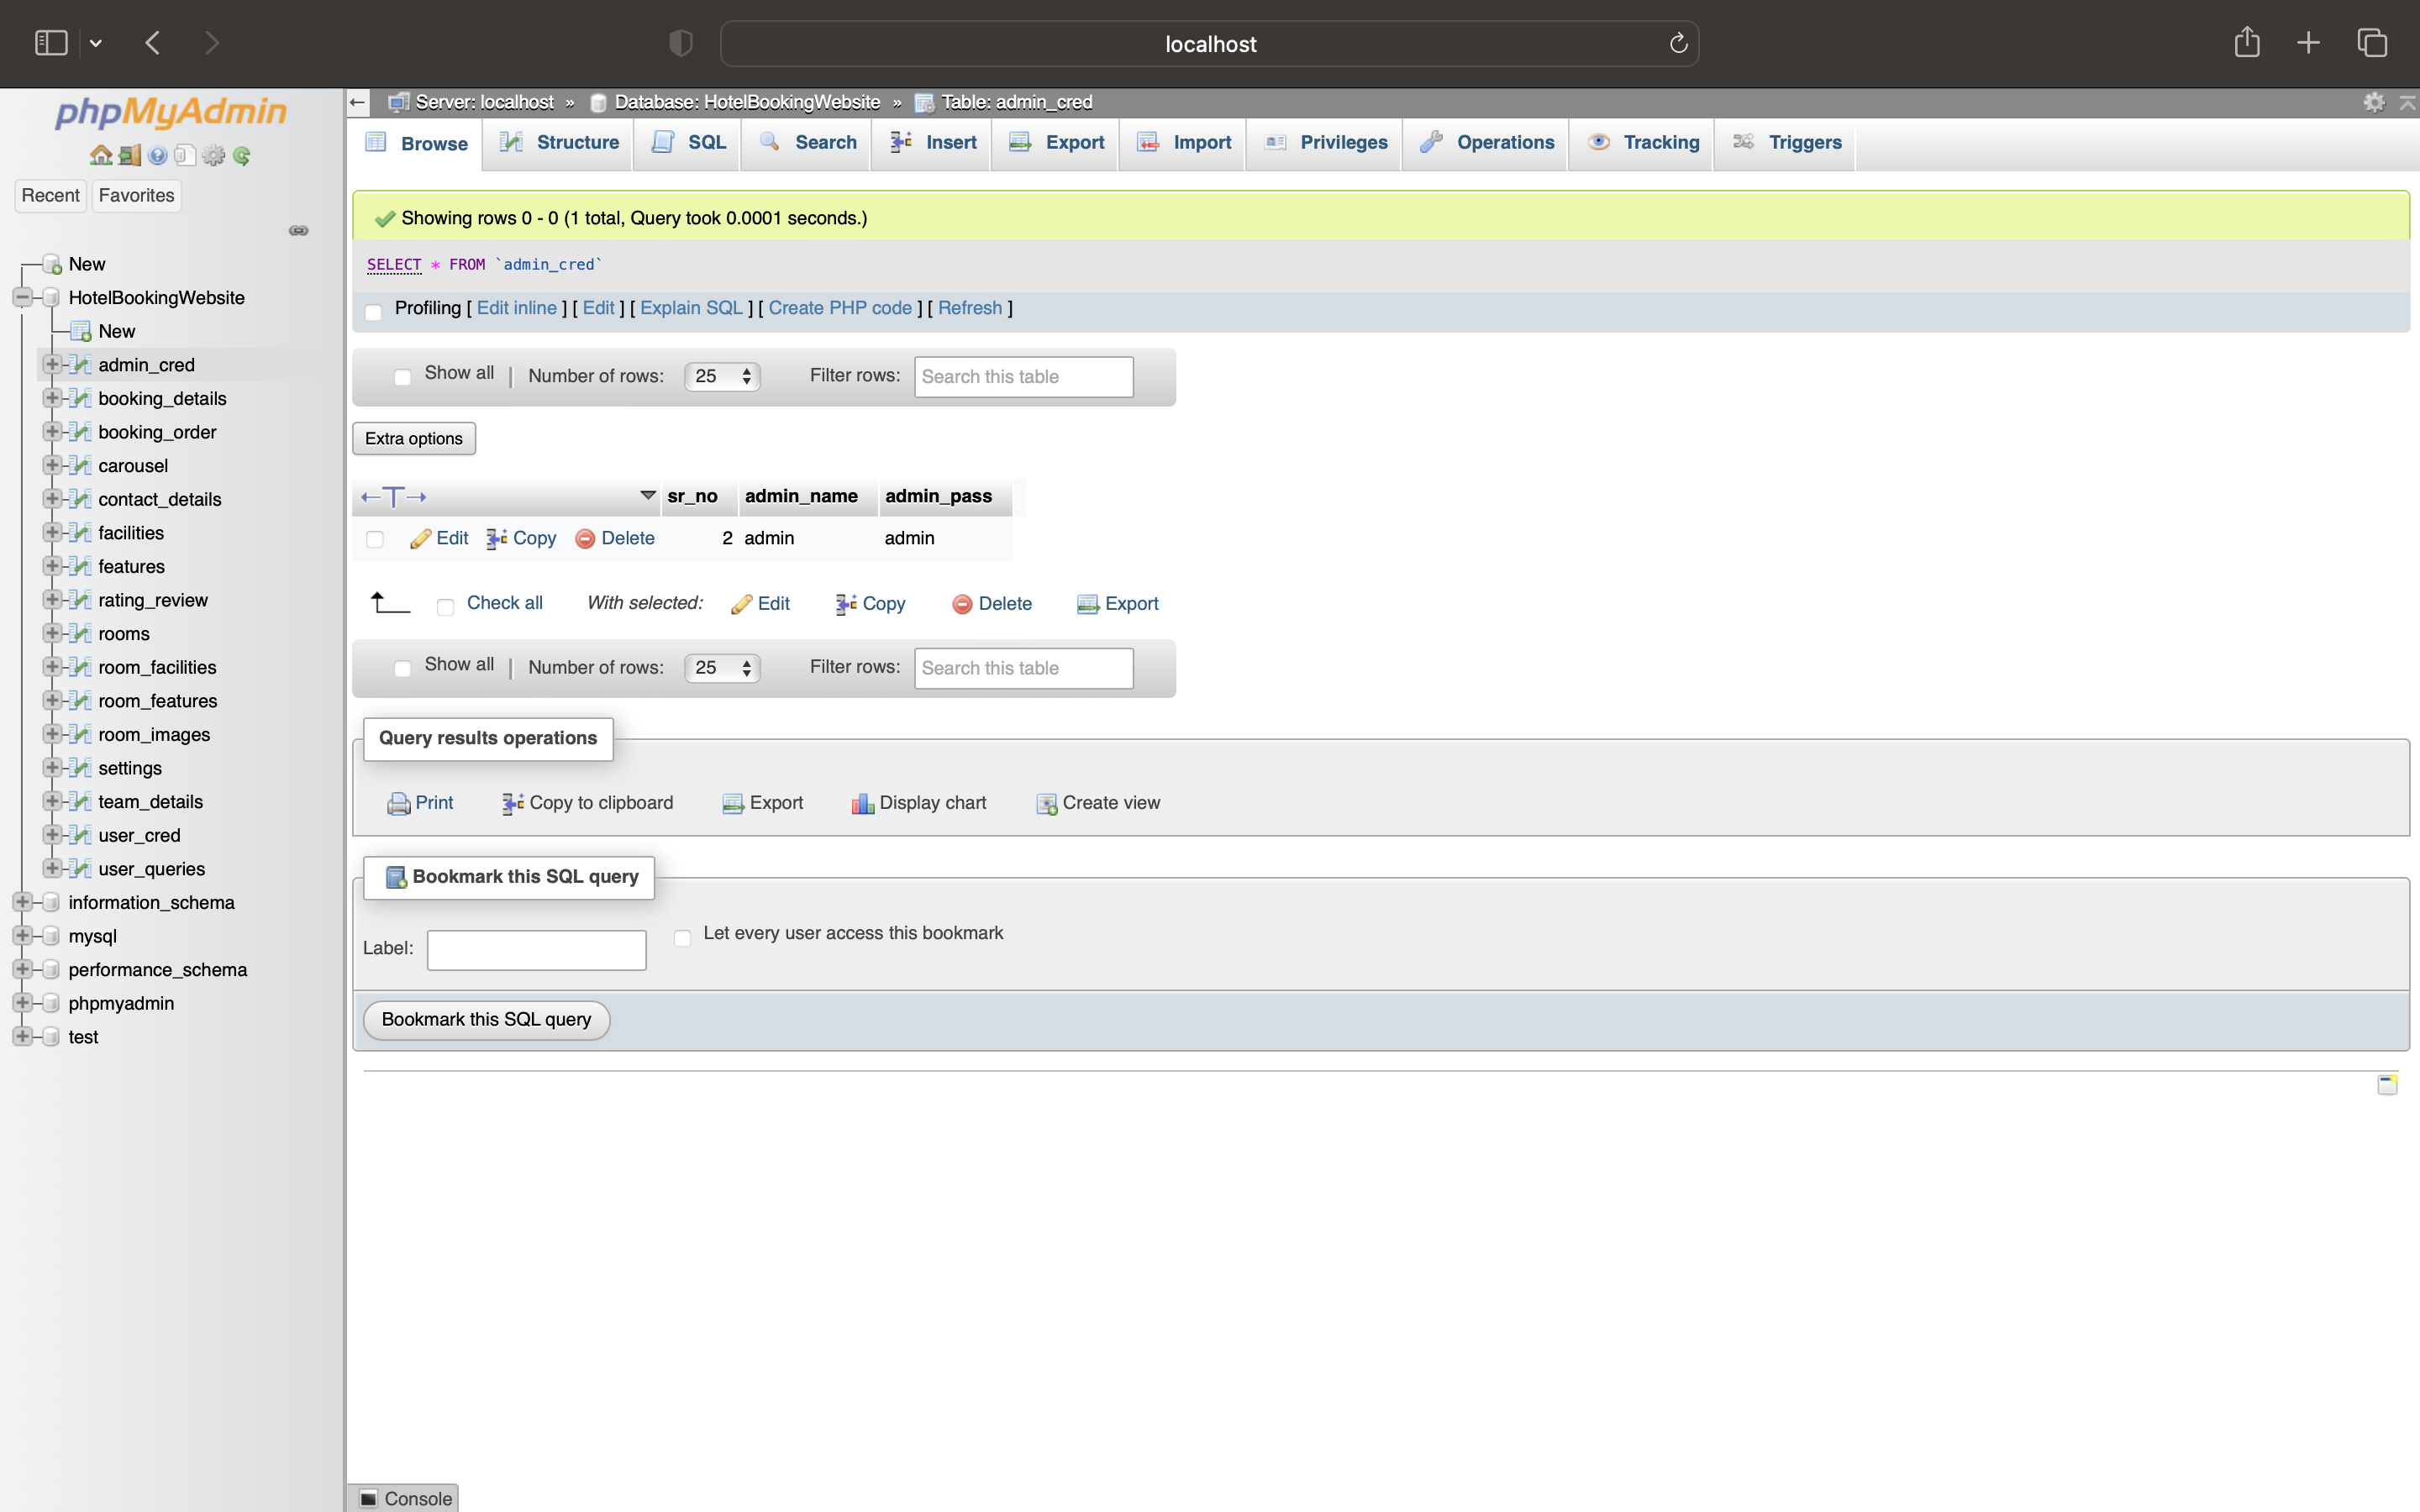 localhost
phpMyAdmin
Recent Favorites
New
HotelBookingWebsite
New
admin_cred
booking_details
booking_order
carousel
contact_details
facilities
features
rating_review
rooms
room_facilities
room_features
room_images
settings
team_details
user_cred
user_queries
information_schema
mysql
performance_schema
phpmyadmin
test
Server: localhost » Database: HotelBookingWebsite » Table: admin_cred
Browse Structure SQL Search Insert Export Import Privileges Operations Tracking Triggers
Showing rows 0 - 0 (1 total, Query took 0.0001 seconds.)
SELECT * FROM `admin_cred`
Profiling [ Edit inline ] [ Edit ] [ Explain SQL ] [ Create PHP code ] [ Refresh ]
Show all | Number of rows: 25 Filter rows: Search this table
Extra options
←T→ sr_no admin_name admin_pass
Edit Copy Delete 2 admin admin
Check all With selected: Edit Copy Delete Export
Show all | Number of rows: 25 Filter rows: Search this table
Query results operations
Print Copy to clipboard Export Display chart Create view
Bookmark this SQL query
Label: Let every user access this bookmark
Bookmark this SQL query
Console